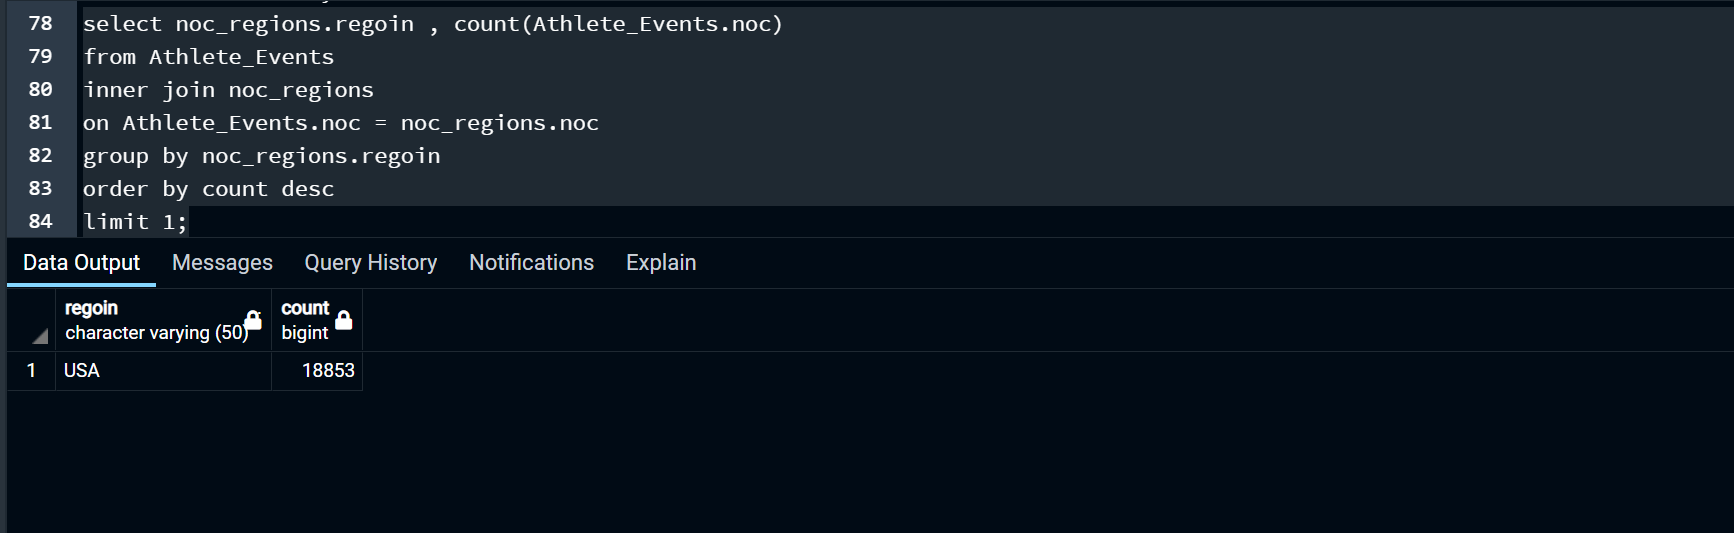 78 select noc_regions.regoin , count(Athlete_Events.noc)
79 from Athlete_Events
80 inner join noc_regions
81 on Athlete_Events.noc = noc_regions.noc
82 group by noc_regions.regoin
83 order by count desc
84 limit 1;
Data Output Messages Query History Notifications Explain
regoin count
character varying (50) bigint
1 USA 18853